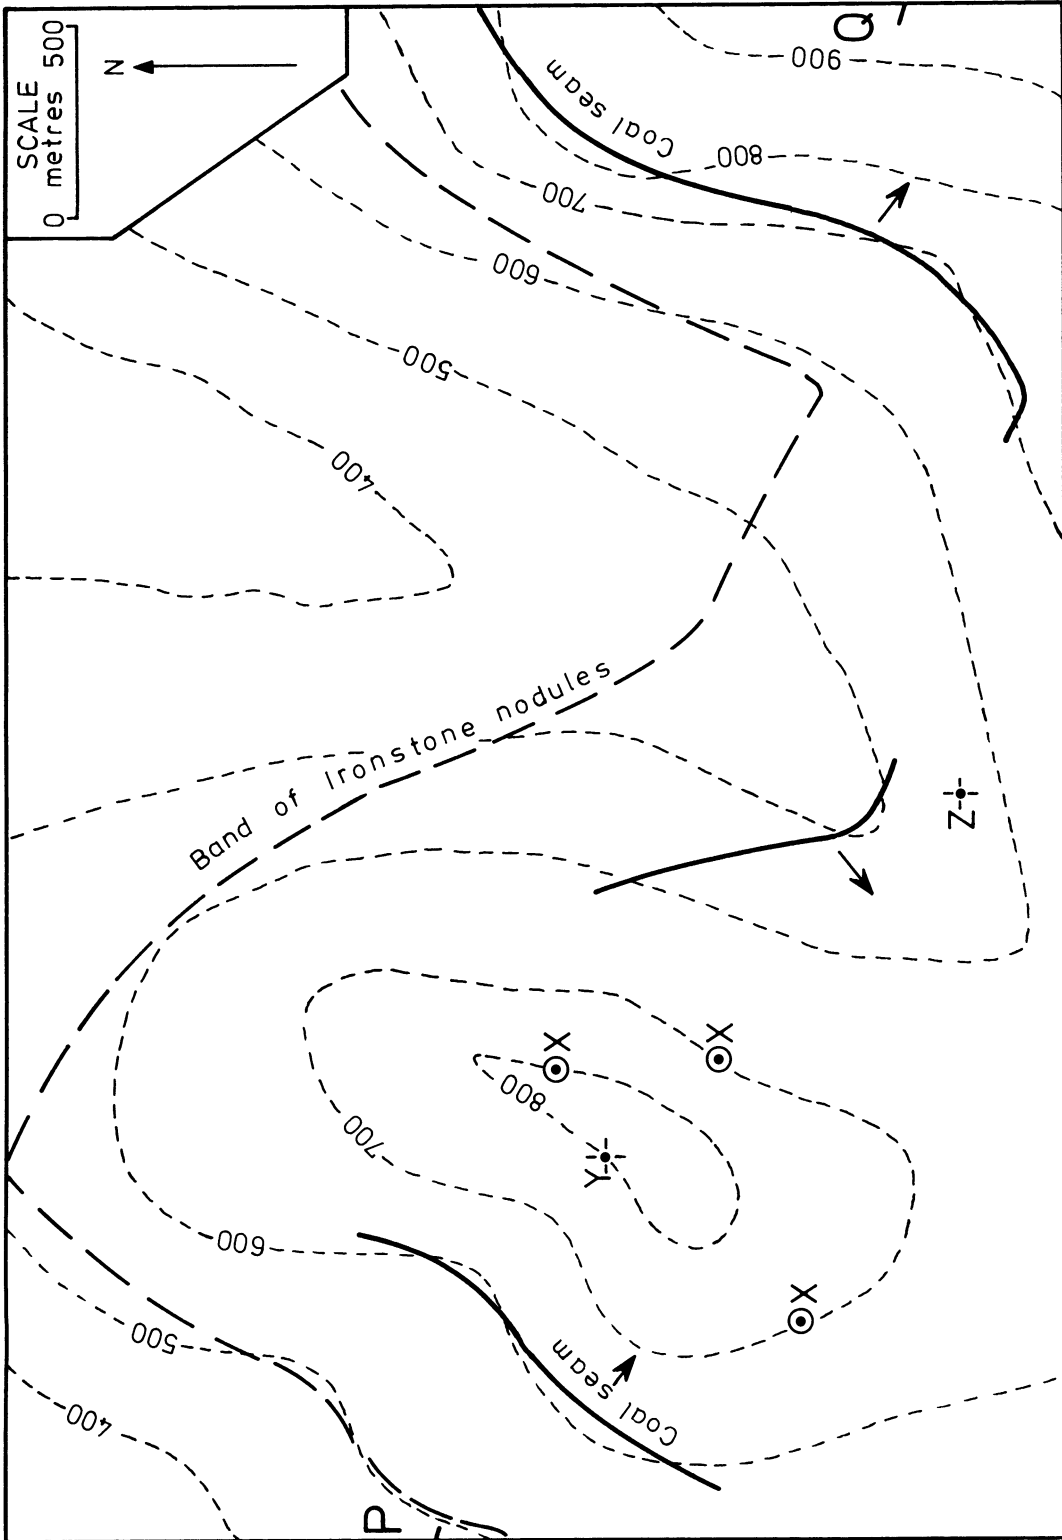 SCALE
0 metres 500
N
Q
900
Coal seam
800
700
600
500
400
Band of Ironstone nodules
Z
X
X
800
Y
700
X
600
Coal seam
500
400
P